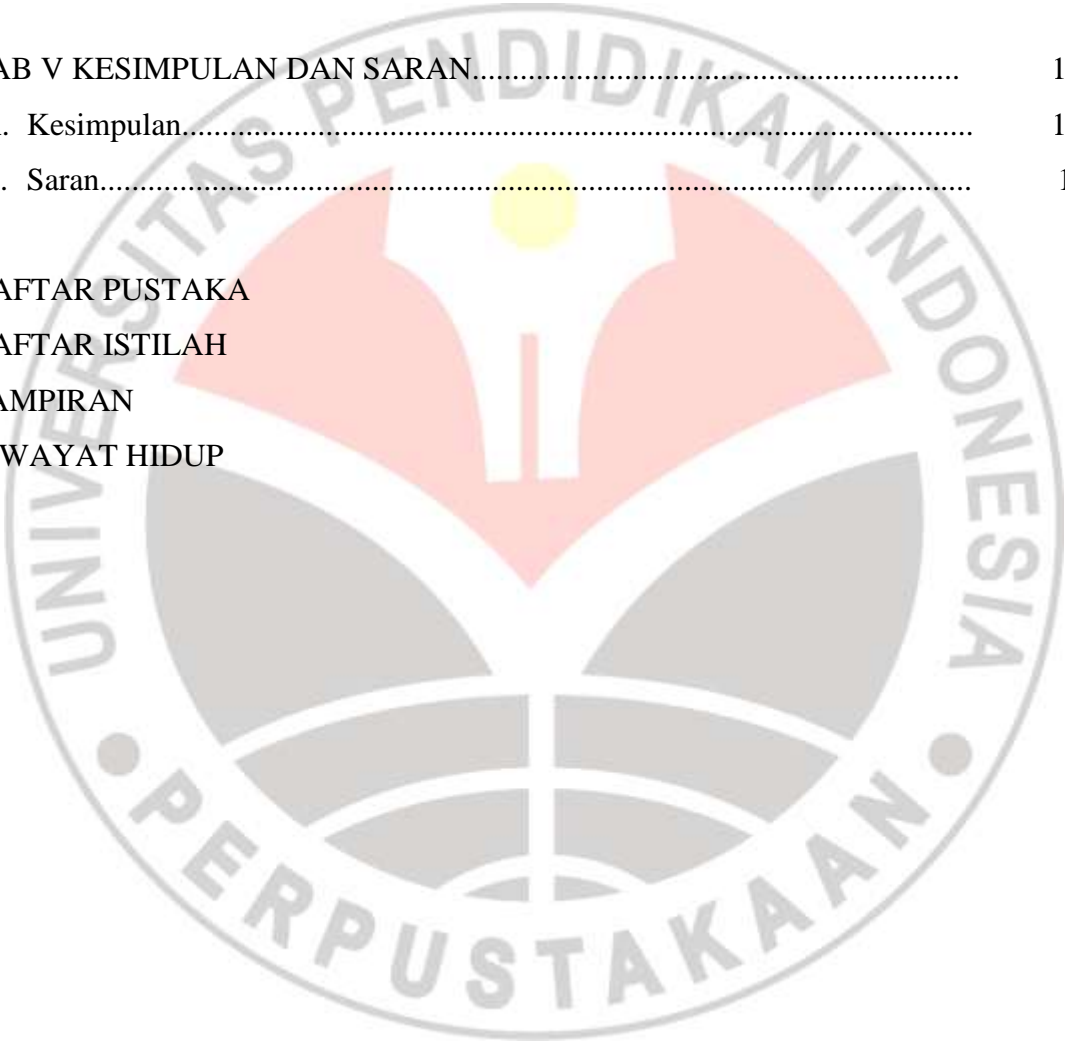 AB V KESIMPULAN DAN SARAN............................................................. 1
. Kesimpulan.................................................................................................. 1
. Saran............................................................................................................. 1
AFTAR PUSTAKA
AFTAR ISTILAH
AMPIRAN
WAYAT HIDUP
UNIVERSITAS PENDIDIKAN INDONESIA
PERPUSTAKAAN